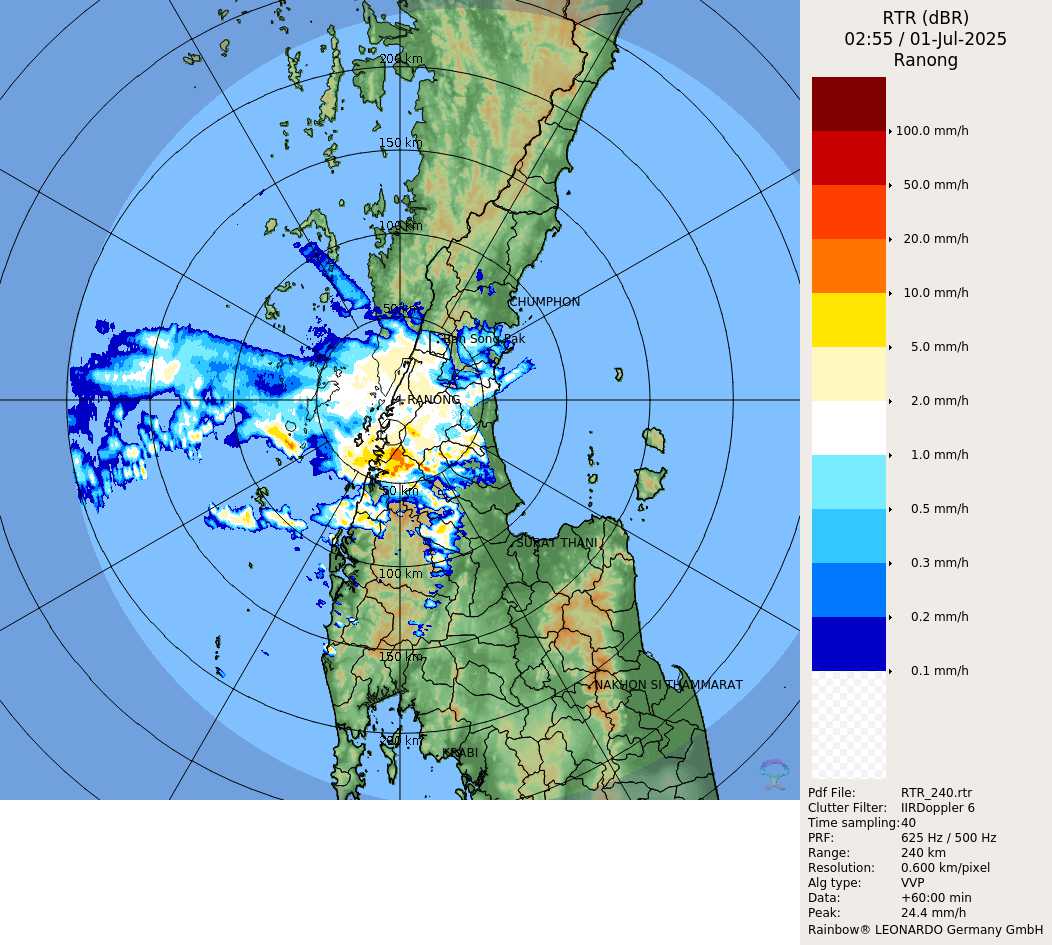 RTR (dBR)
02:55 / 01-Jul-2025
Ranong
100.0 mm/h
50.0 mm/h
20.0 mm/h
10.0 mm/h
5.0 mm/h
2.0 mm/h
1.0 mm/h
0.5 mm/h
0.3 mm/h
0.2 mm/h
0.1 mm/h
Pdf File: RTR_240.rtr
Clutter Filter: IIRDoppler 6
Time sampling: 40
PRF: 625 Hz / 500 Hz
Range: 240 km
Resolution: 0.600 km/pixel
Alg type: VVP
Data: +60:00 min
Peak: 24.4 mm/h
Rainbow® LEONARDO Germany GmbH
200 km
150 km
100 km
50 km
CHUMPHON
Ban Song Pak
RANONG
50 km
SURAT THANI
100 km
150 km
NAKHON SI THAMMARAT
200 km
KRABI